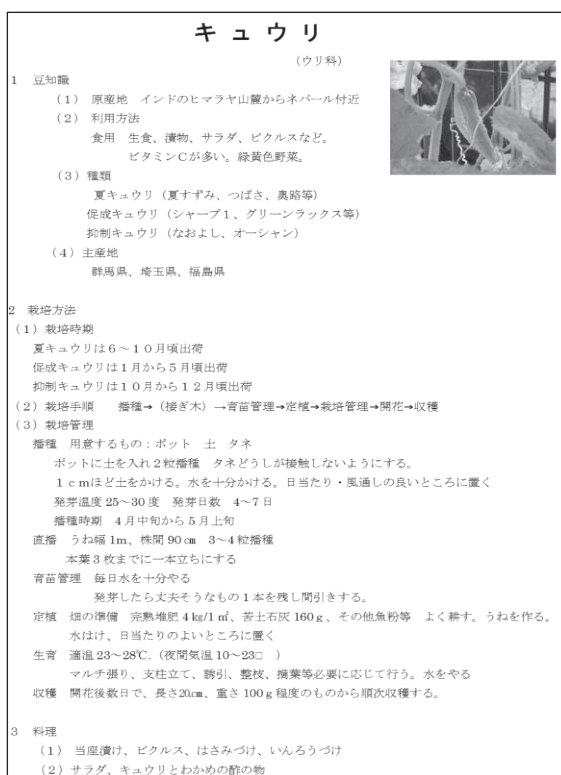 キュウリ
（ウリ科）
1 豆知識
（１）原産地 インドのヒマラヤ山麓からネパール付近
（２）利用方法
食用 生食、漬物、サラダ、ピクルスなど。
ビタミンＣが多い。緑黄色野菜。
（３）種類
夏キュウリ（夏すずみ、つばさ、奥路等）
促成キュウリ（シャープ１、グリーンラックス等）
抑制キュウリ（なおよし、オーシャン）
（４）主産地
群馬県、埼玉県、福島県
2 栽培方法
（１）栽培時期
夏キュウリは６～１０月頃出荷
促成キュウリは１月から５月頃出荷
抑制キュウリは１０月から１２月頃出荷
（２）栽培手順 播種→（接ぎ木）→育苗管理→定植→栽培管理→開花→収穫
（３）栽培管理
播種 用意するもの：ポット 土 タネ
ポットに土を入れ２粒播種 タネどうしが接触しないようにする。
１ｃｍほど土をかける。水を十分かける。日当たり・風通しの良いところに置く
発芽温度 25～30 度 発芽日数 4～7 日
播種時期 ４月中旬から５月上旬
直播 うね幅 1m、株間 90 ㎝ 3～4 粒播種
本葉３枚までに一本立ちにする
育苗管理 毎日水を十分やる
発芽したら丈夫そうなもの１本を残し間引きする。
定植 畑の準備 完熟堆肥 4 ㎏/1 ㎡、苦土石灰 160ｇ、その他魚粉等 よく耕す。うねを作る。
水はけ、日当たりのよいところに置く
生育 適温 23～28℃.（夜間気温 10～23□ ）
マルチ張り、支柱立て、誘引、整枝、摘葉等必要に応じて行う。水をやる
収穫 開花後数日で、長さ20㎝、重さ 100ｇ程度のものから順次収穫する。
3 料理
（１）当座漬け、ピクルス、はさみづけ、いんろうづけ
（２）サラダ、キュウリとわかめの酢の物